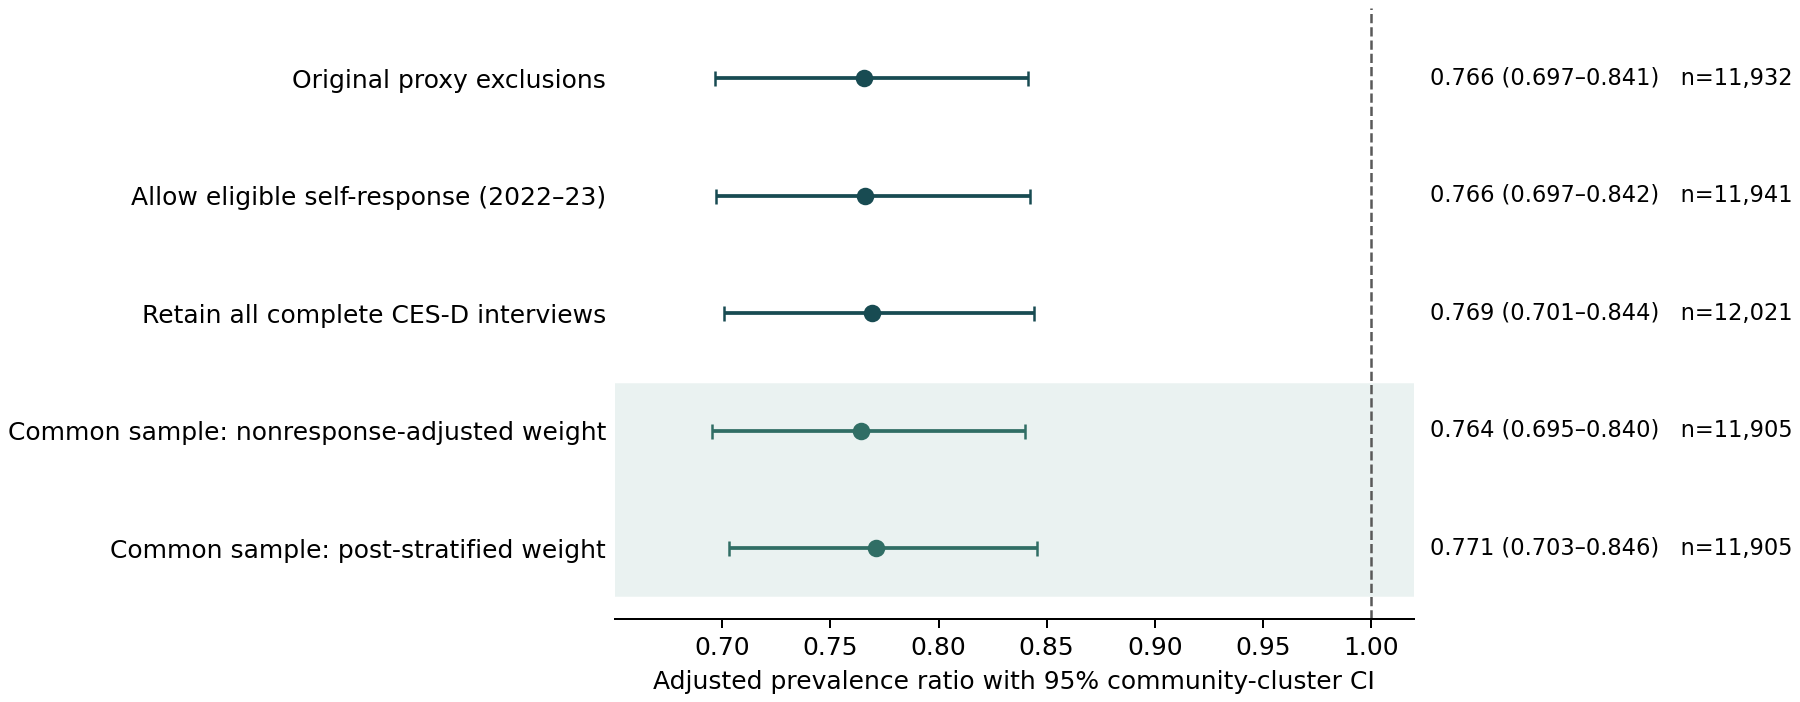 Original proxy exclusions 0.766 (0.697–0.841) n=11,932
Allow eligible self-response (2022–23) 0.766 (0.697–0.842) n=11,941
Retain all complete CES-D interviews 0.769 (0.701–0.844) n=12,021
Common sample: nonresponse-adjusted weight 0.764 (0.695–0.840) n=11,905
Common sample: post-stratified weight 0.771 (0.703–0.846) n=11,905
0.70 0.75 0.80 0.85 0.90 0.95 1.00
Adjusted prevalence ratio with 95% community-cluster CI